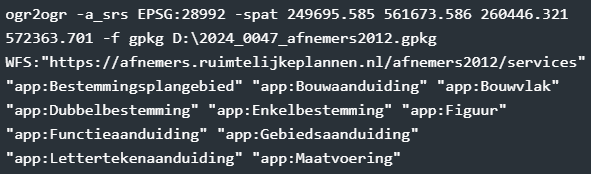 ogr2ogr -a_srs EPSG:28992 -spat 249695.585 561673.586 260446.321
572363.701 -f gpkg D:\2024_0047_afnemers2012.gpkg
WFS:"https://afnemers.ruimtelijkeplannen.nl/afnemers2012/services"
"app:Bestemmingsplangebied" "app:Bouwaanduiding" "app:Bouwvlak"
"app:Dubbelbestemming" "app:Enkelbestemming" "app:Figuur"
"app:Functieaanduiding" "app:Gebiedsaanduiding"
"app:Lettertekenaanduiding" "app:Maatvoering"